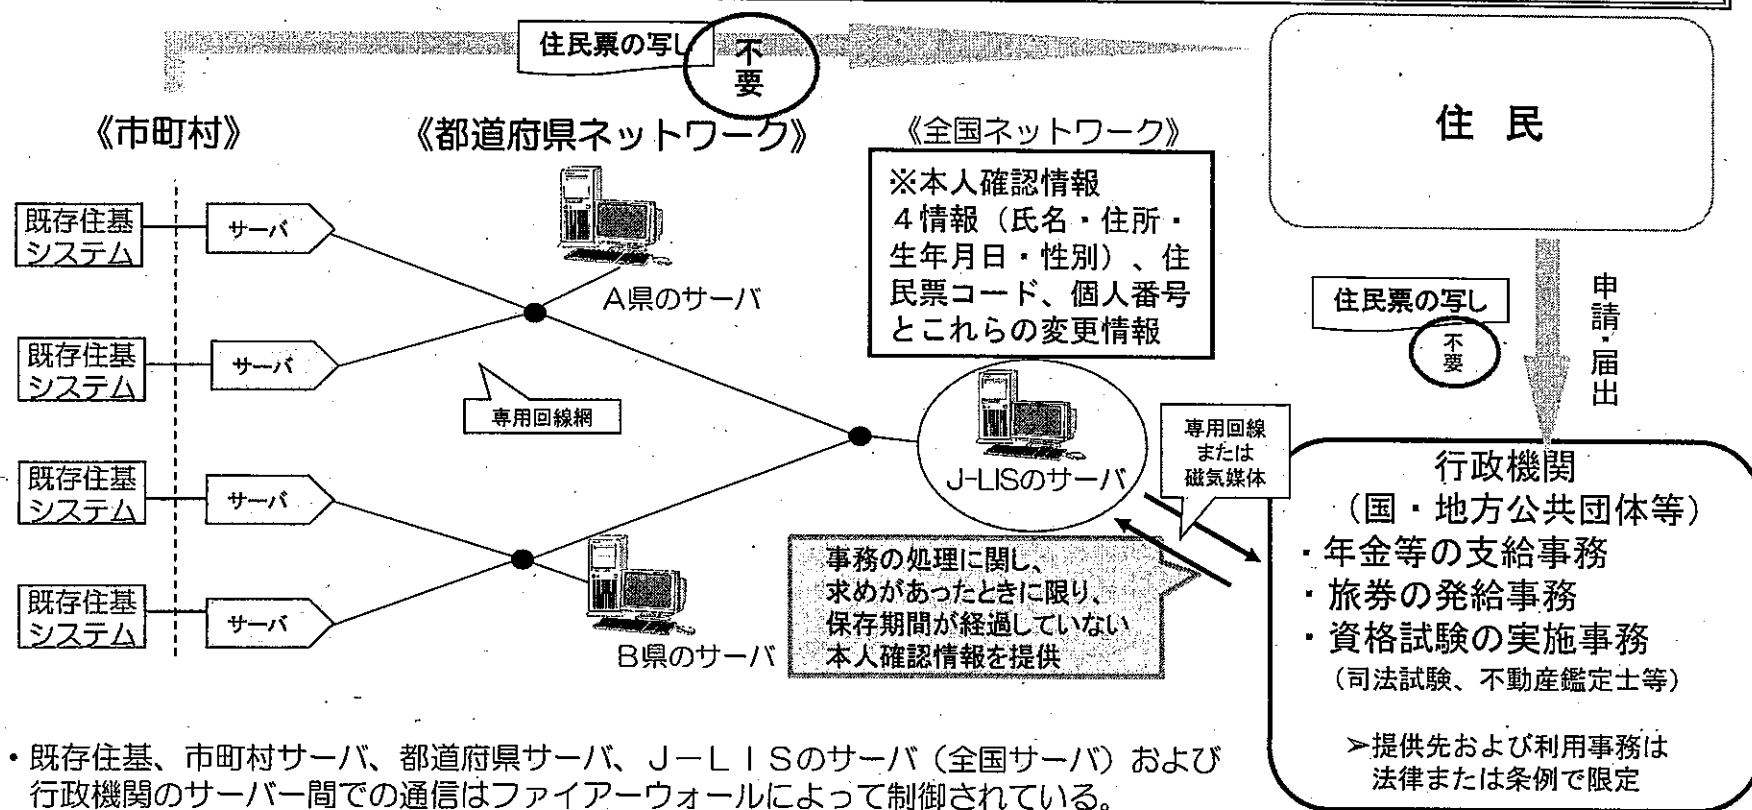 住民票の写し
不要
住 民
《市町村》
《都道府県ネットワーク》
《全国ネットワーク》
※本人確認情報
４情報（氏名・住所・
生年月日・性別）、住
民票コード、個人番号
とこれらの変更情報
既存住基
システム
サーバ
A県のサーバ
既存住基
システム
サーバ
専用回線網
住民票の写し
不要
申請・届出
J-LISのサーバ
専用回線
または
磁気媒体
既存住基
システム
サーバ
既存住基
システム
サーバ
B県のサーバ
事務の処理に関し、
求めがあったときに限り、
保存期間が経過していない
本人確認情報を提供
行政機関
（国・地方公共団体等）
・年金等の支給事務
・旅券の発給事務
・資格試験の実施事務
（司法試験、不動産鑑定士等）
➢提供先および利用事務は
法律または条例で限定
・既存住基、市町村サーバ、都道府県サーバ、Ｊ－ＬＩＳのサーバ（全国サーバ）および
行政機関のサーバー間での通信はファイアーウォールによって制御されている。